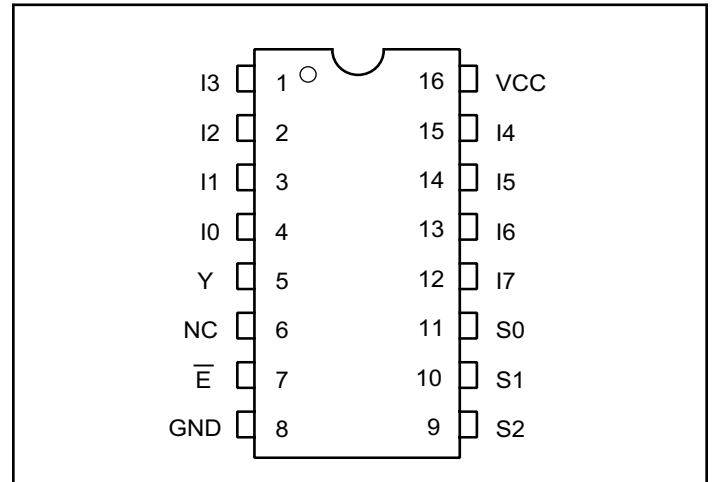 I3 1 16 VCC
I2 2 15 I4
I1 3 14 I5
I0 4 13 I6
Y 5 12 I7
NC 6 11 S0
E̅ 7 10 S1
GND 8 9 S2